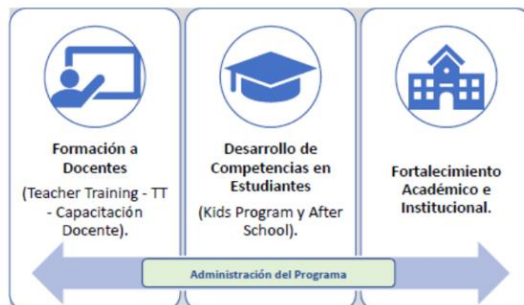 Formación a
Docentes
(Teacher Training - TT
- Capacitación
Docente).
Desarrollo de
Competencias en
Estudiantes
(Kids Program y After
School).
Fortalecimiento
Académico e
Institucional.
Administración del Programa